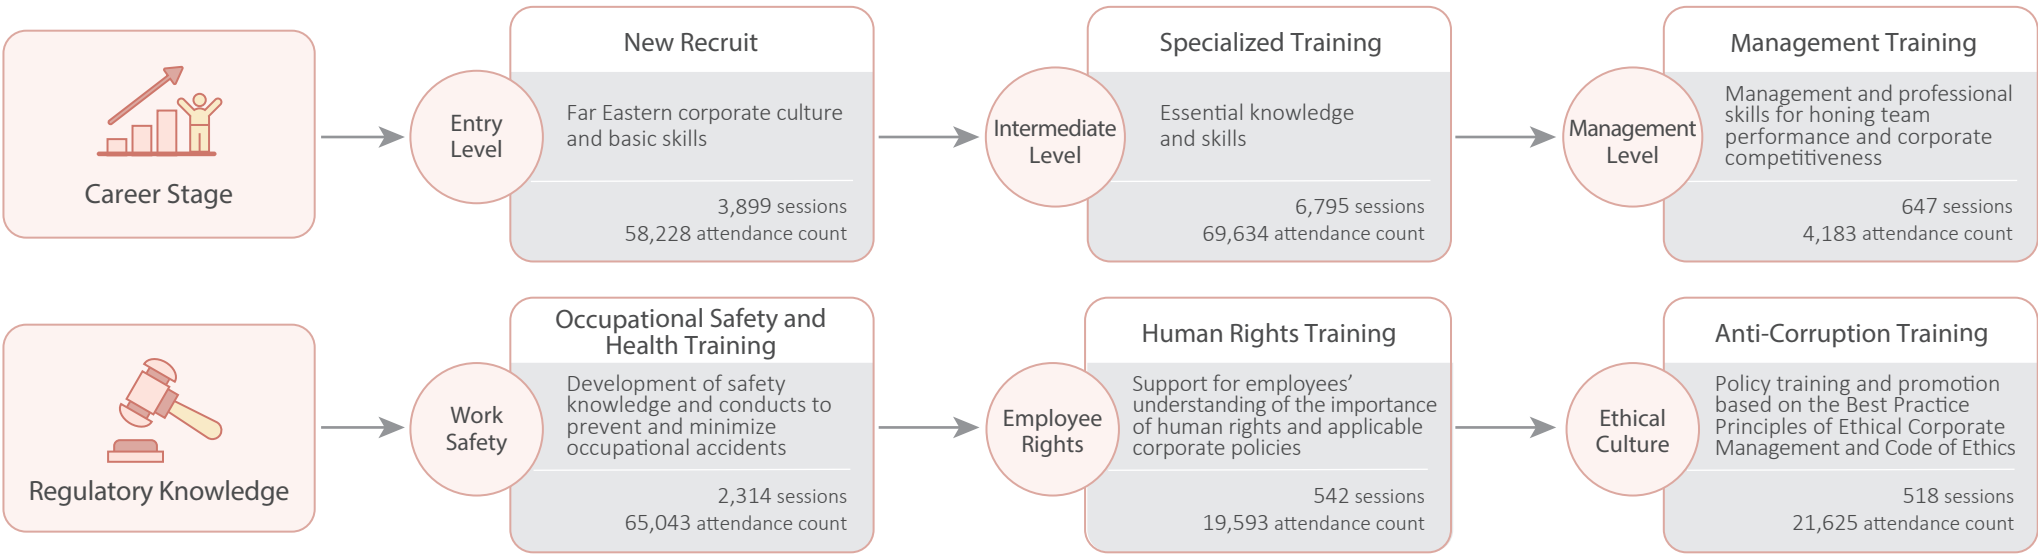 Career Stage
Entry
Level
New Recruit
Far Eastern corporate culture
and basic skills
3,899 sessions
58,228 attendance count
Intermediate
Level
Specialized Training
Essential knowledge
and skills
6,795 sessions
69,634 attendance count
Management
Level
Management Training
Management and professional
skills for honing team
performance and corporate
competitiveness
647 sessions
4,183 attendance count
Regulatory Knowledge
Work
Safety
Occupational Safety and
Health Training
Development of safety
knowledge and conducts to
prevent and minimize
occupational accidents
2,314 sessions
65,043 attendance count
Employee
Rights
Human Rights Training
Support for employees’
understanding of the importance
of human rights and applicable
corporate policies
542 sessions
19,593 attendance count
Ethical
Culture
Anti-Corruption Training
Policy training and promotion
based on the Best Practice
Principles of Ethical Corporate
Management and Code of Ethics
518 sessions
21,625 attendance count